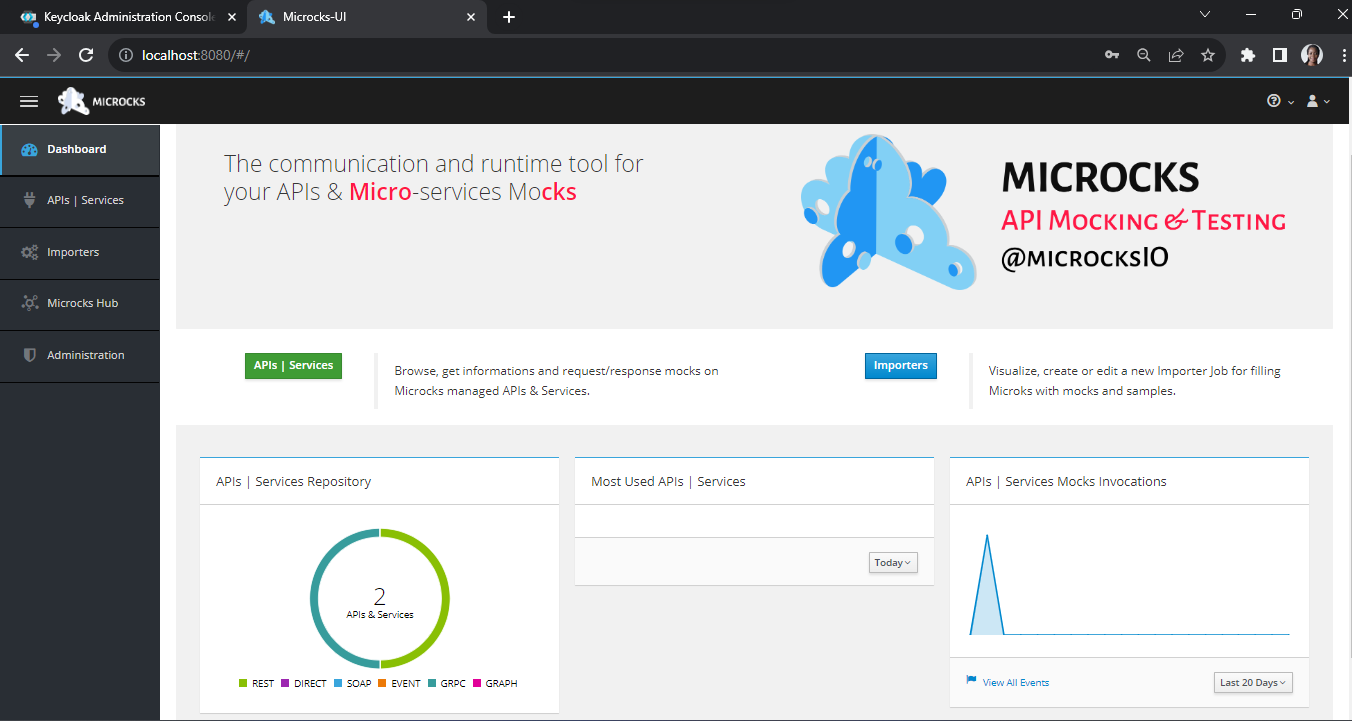 Keycloak Administration Console
Microcks-UI
localhost:8080/#/
MICROCKS
Dashboard
APIs | Services
Importers
Microcks Hub
Administration
The communication and runtime tool for
your APIs & Micro-services Mocks
MICROCKS
API Mocking & Testing
@microcksIO
APIs | Services
Browse, get informations and request/response mocks on
Microcks managed APIs & Services.
Importers
Visualize, create or edit a new Importer Job for filling
Microks with mocks and samples.
APIs | Services Repository
2
APIs & Services
REST DIRECT SOAP EVENT GRPC GRAPH
Most Used APIs | Services
Today
APIs | Services Mocks Invocations
View All Events
Last 20 Days